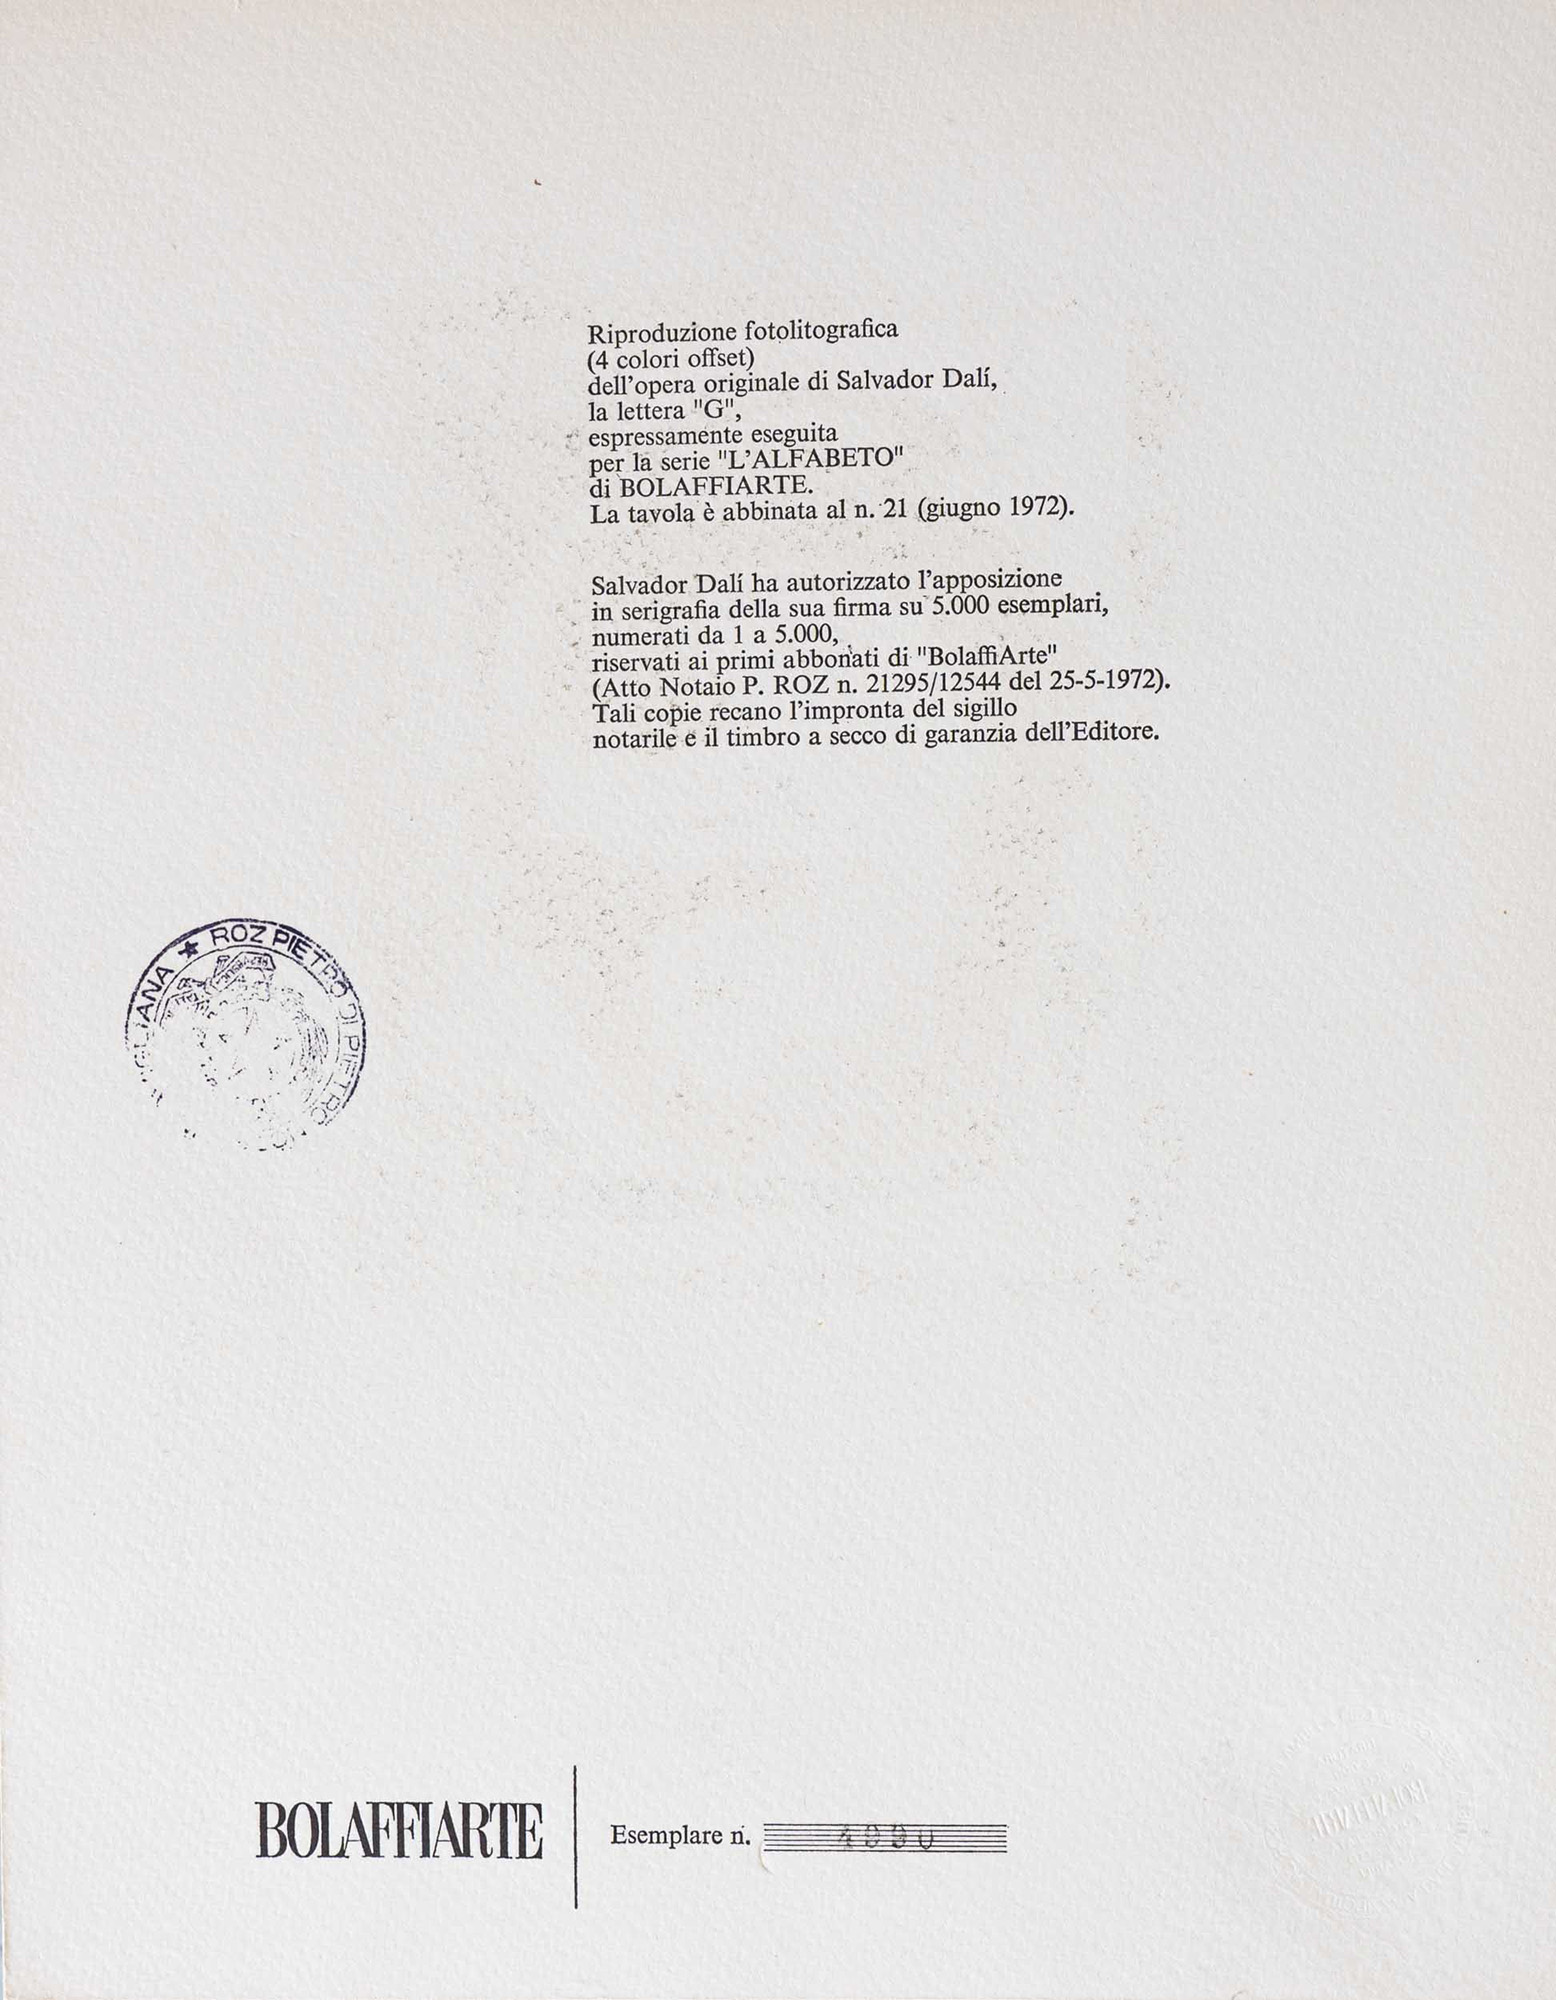 Riproduzione fotolitografica
(4 colori offset)
dell'opera originale di Salvador Dalí,
la lettera "G",
espressamente eseguita
per la serie "L'ALFABETO"
di BOLAFFIARTE.
La tavola è abbinata al n. 21 (giugno 1972).
Salvador Dalí ha autorizzato l'apposizione
in serigrafia della sua firma su 5.000 esemplari,
numerati da 1 a 5.000,
riservati ai primi abbonati di "BolaffiArte"
(Atto Notaio P. ROZ n. 21295/12544 del 25-5-1972).
Tali copie recano l'impronta del sigillo
notarile e il timbro a secco di garanzia dell'Editore.
★ ROZ PIETRO DI PIETRO
BOLAFFIARTE
Esemplare n. 4990